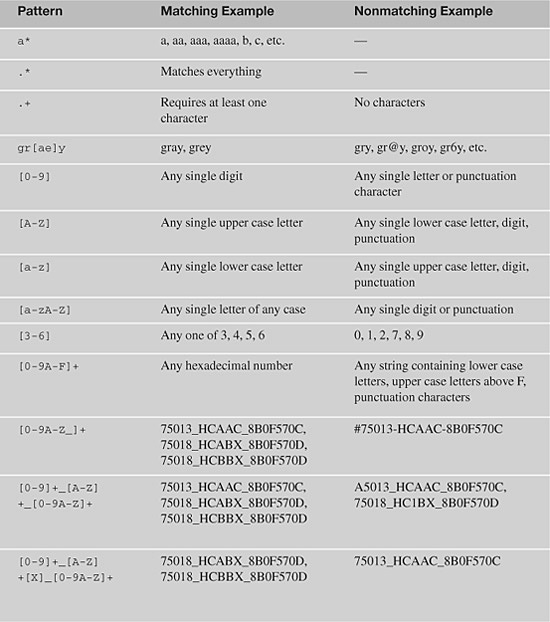 Pattern Matching Example Nonmatching Example
a* a, aa, aaa, aaaa, b, c, etc. —
.* Matches everything —
.+ Requires at least one No characters
character
gr[ae]y gray, grey gry, gr@y, groy, gr6y, etc.
[0-9] Any single digit Any single letter or punctuation
character
[A-Z] Any single upper case letter Any single lower case letter, digit,
punctuation
[a-z] Any single lower case letter Any single upper case letter, digit,
punctuation
[a-zA-Z] Any single letter of any case Any single digit or punctuation
[3-6] Any one of 3, 4, 5, 6 0, 1, 2, 7, 8, 9
[0-9A-F]+ Any hexadecimal number Any string containing lower case
letters, upper case letters above F,
punctuation characters
[0-9A-Z_]+ 75013_HCAAC_8B0F570C, #75013-HCAAC-8B0F570C
75018_HCABX_8B0F570D,
75018_HCBBX_8B0F570D
[0-9]+_[A-Z] 75013_HCAAC_8B0F570C, A5013_HCAAC_8B0F570C,
+_[0-9A-Z]+ 75018_HCABX_8B0F570D, 75018_HC1BX_8B0F570D
75018_HCBBX_8B0F570D
[0-9]+_[A-Z] 75018_HCABX_8B0F570D, 75013_HCAAC_8B0F570C
+[X]_[0-9A-Z]+ 75018_HCBBX_8B0F570D